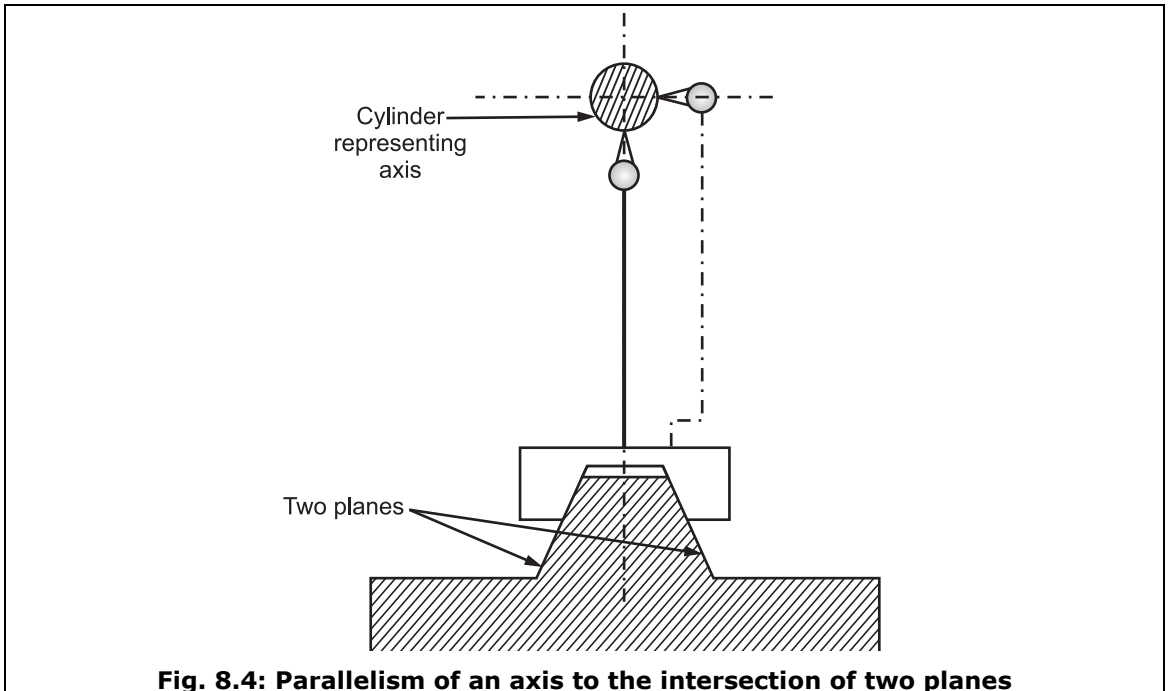 Cylinder
representing
axis
Two planes
Fig. 8.4: Parallelism of an axis to the intersection of two planes